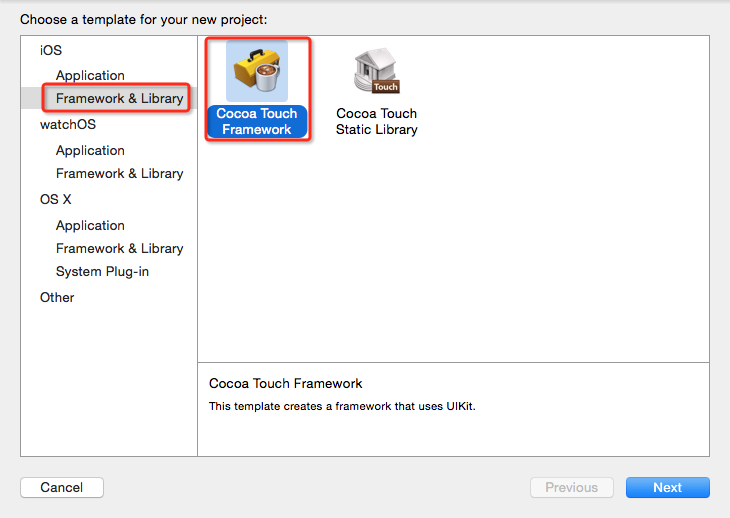 Choose a template for your new project:
iOS
Application
Framework & Library
watchOS
Application
Framework & Library
OS X
Application
Framework & Library
System Plug-in
Other
Cocoa Touch
Framework
Touch
Cocoa Touch
Static Library
Cocoa Touch Framework
This template creates a framework that uses UIKit.
Cancel
Previous
Next